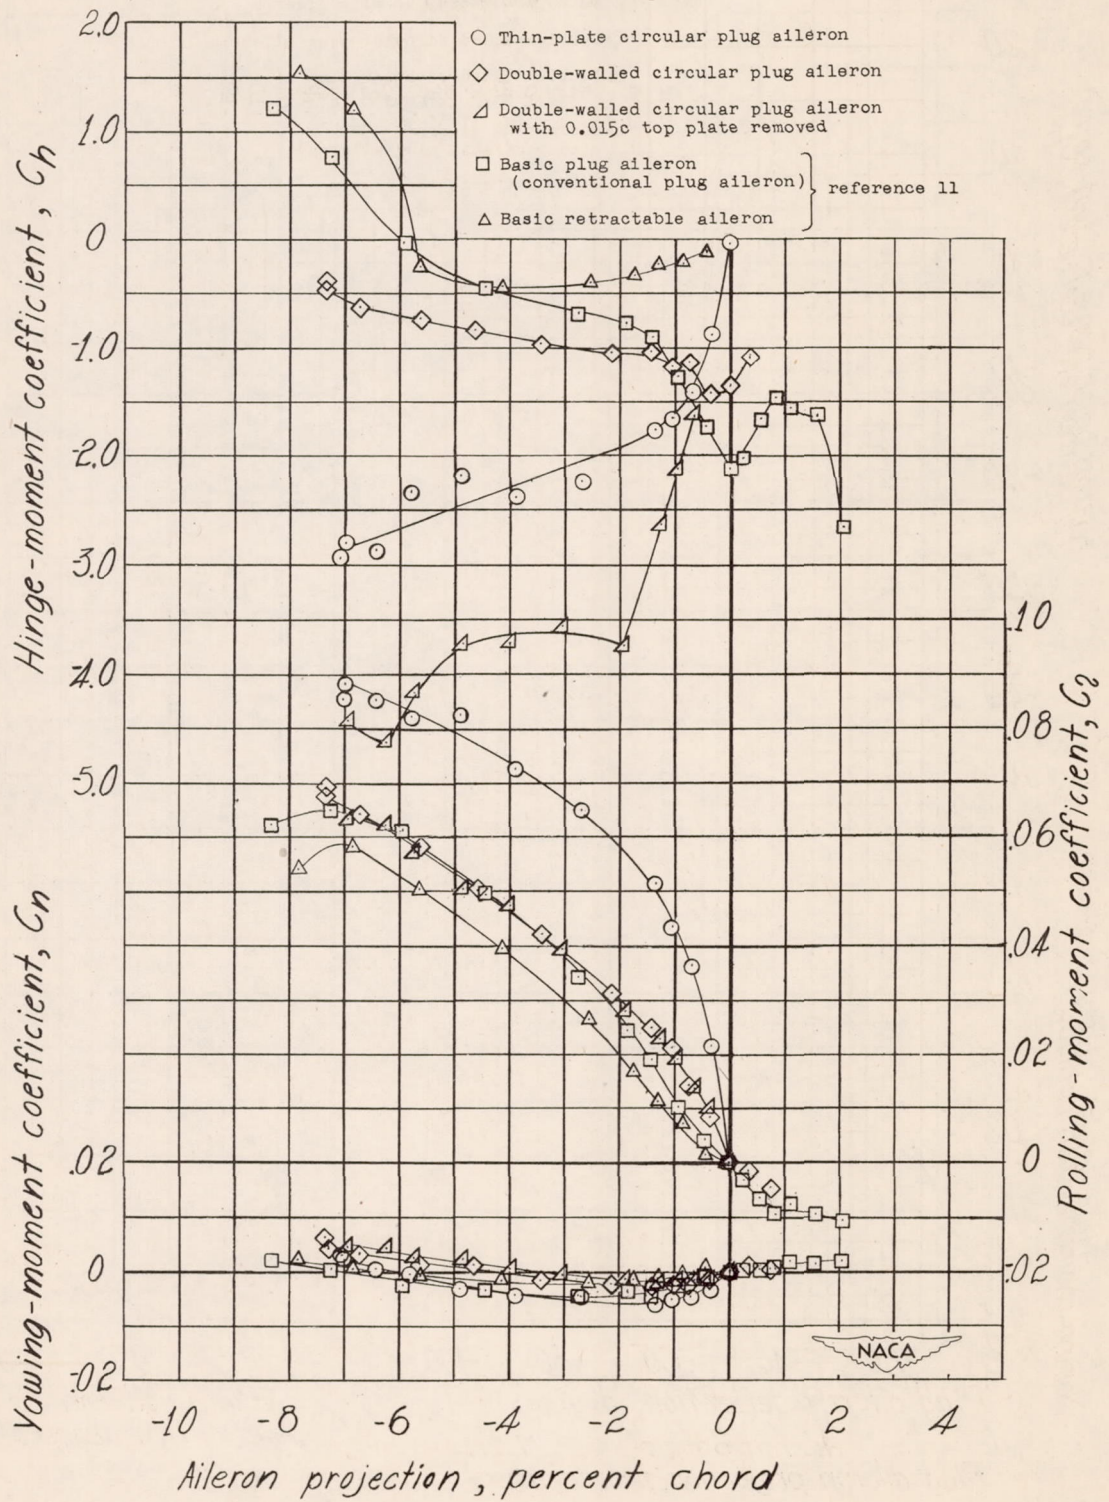 2.0
1.0
0
-1.0
-2.0
-3.0
-4.0
-5.0
Hinge-moment coefficient, Ch
Thin-plate circular plug aileron
Double-walled circular plug aileron
Double-walled circular plug aileron
with 0.015c top plate removed
Basic plug aileron
(conventional plug aileron)
reference 11
Basic retractable aileron
.10
.08
.06
.04
.02
0
-.02
Rolling-moment coefficient, Cl
.02
0
-.02
Yawing-moment coefficient, Cn
NACA
-10 -8 -6 -4 -2 0 2 4
Aileron projection, percent chord